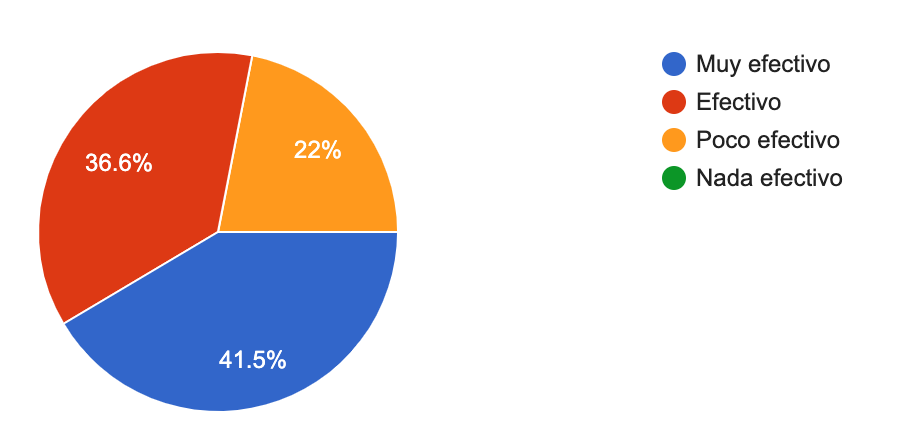 36.6%
22%
41.5%
Muy efectivo
Efectivo
Poco efectivo
Nada efectivo